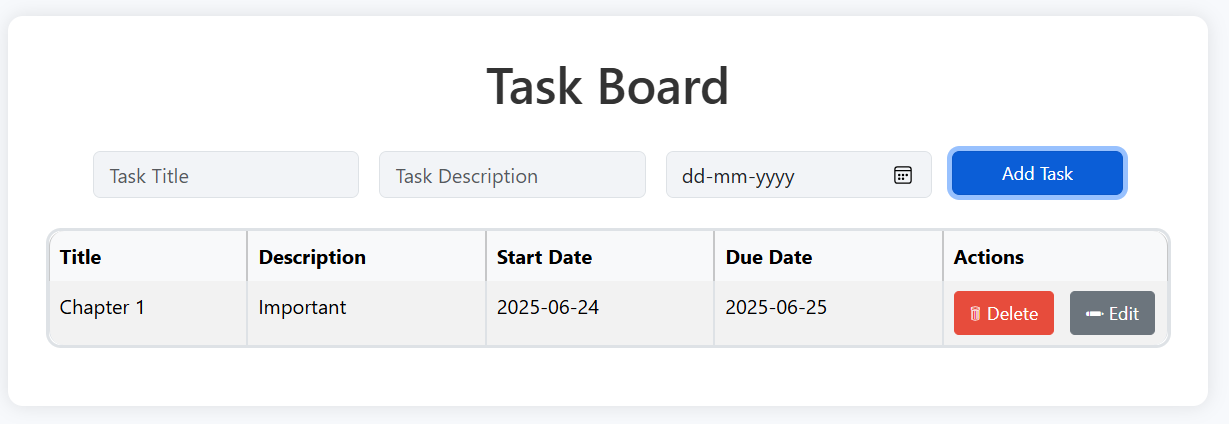 Task Board
Task Title Task Description dd-mm-yyyy Add Task
Title Description Start Date Due Date Actions
Chapter 1 Important 2025-06-24 2025-06-25 Delete Edit